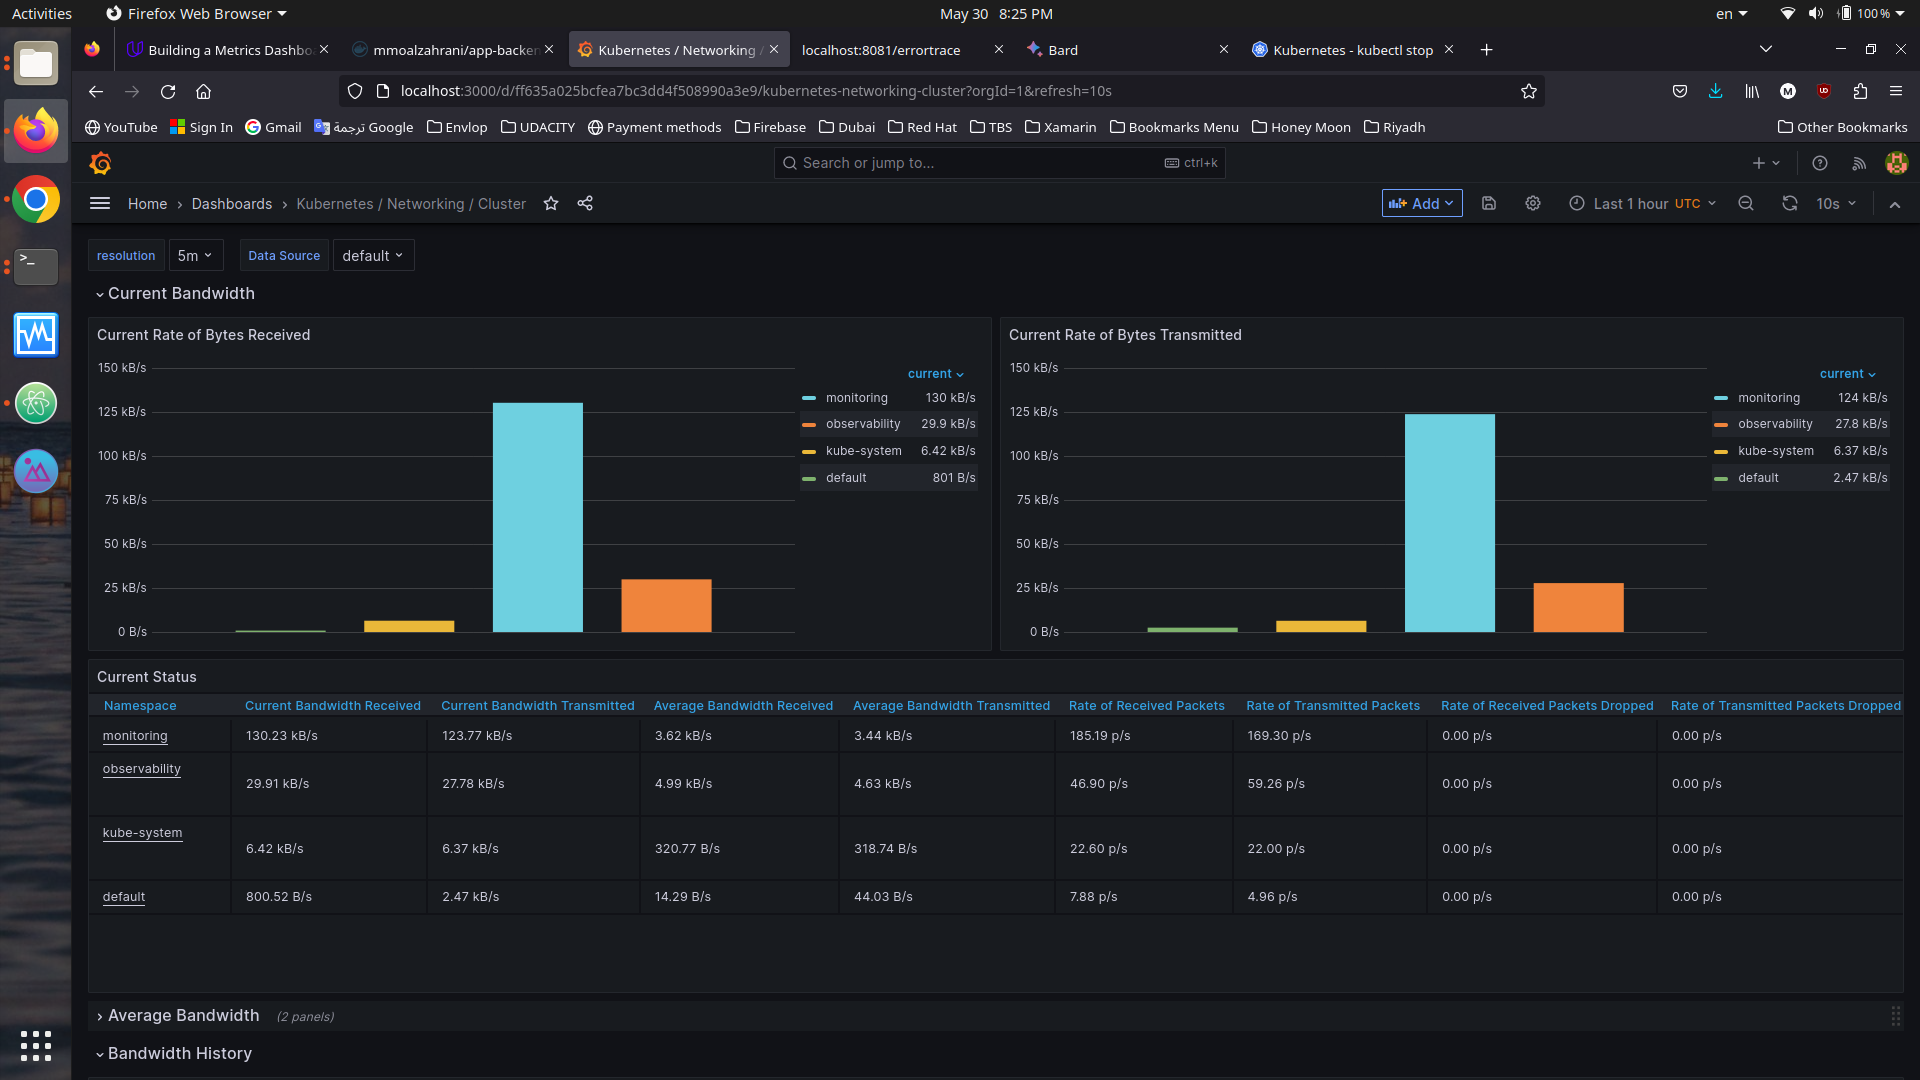 Activities Firefox Web Browser May 30 8:25 PM en 100 %
Building a Metrics Dashbo mmoalzahrani/app-backen Kubernetes / Networking / localhost:8081/errortrace Bard Kubernetes - kubectl stop
localhost:3000/d/ff635a025bcfea7bc3dd4f508990a3e9/kubernetes-networking-cluster?orgId=1&refresh=10s
YouTube Sign In Gmail ترجمة Google Envlop UDACITY Payment methods Firebase Dubai Red Hat TBS Xamarin Bookmarks Menu Honey Moon Riyadh Other Bookmarks
Search or jump to... ctrl+k
Home › Dashboards › Kubernetes / Networking / Cluster Add Last 1 hour UTC 10s
resolution 5m Data Source default
Current Bandwidth
Current Rate of Bytes Received
150 kB/s
125 kB/s
100 kB/s
75 kB/s
50 kB/s
25 kB/s
0 B/s
current
monitoring 130 kB/s
observability 29.9 kB/s
kube-system 6.42 kB/s
default 801 B/s
Current Rate of Bytes Transmitted
150 kB/s
125 kB/s
100 kB/s
75 kB/s
50 kB/s
25 kB/s
0 B/s
current
monitoring 124 kB/s
observability 27.8 kB/s
kube-system 6.37 kB/s
default 2.47 kB/s
Current Status
Namespace Current Bandwidth Received Current Bandwidth Transmitted Average Bandwidth Received Average Bandwidth Transmitted Rate of Received Packets Rate of Transmitted Packets Rate of Received Packets Dropped Rate of Transmitted Packets Dropped
monitoring 130.23 kB/s 123.77 kB/s 3.62 kB/s 3.44 kB/s 185.19 p/s 169.30 p/s 0.00 p/s 0.00 p/s
observability 29.91 kB/s 27.78 kB/s 4.99 kB/s 4.63 kB/s 46.90 p/s 59.26 p/s 0.00 p/s 0.00 p/s
kube-system 6.42 kB/s 6.37 kB/s 320.77 B/s 318.74 B/s 22.60 p/s 22.00 p/s 0.00 p/s 0.00 p/s
default 800.52 B/s 2.47 kB/s 14.29 B/s 44.03 B/s 7.88 p/s 4.96 p/s 0.00 p/s 0.00 p/s
Average Bandwidth (2 panels)
Bandwidth History